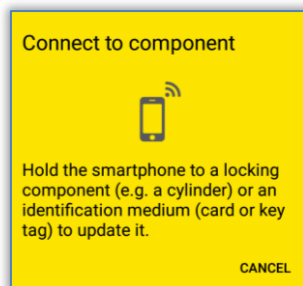 Connect to component
Hold the smartphone to a locking
component (e.g. a cylinder) or an
identification medium (card or key
tag) to update it.
CANCEL